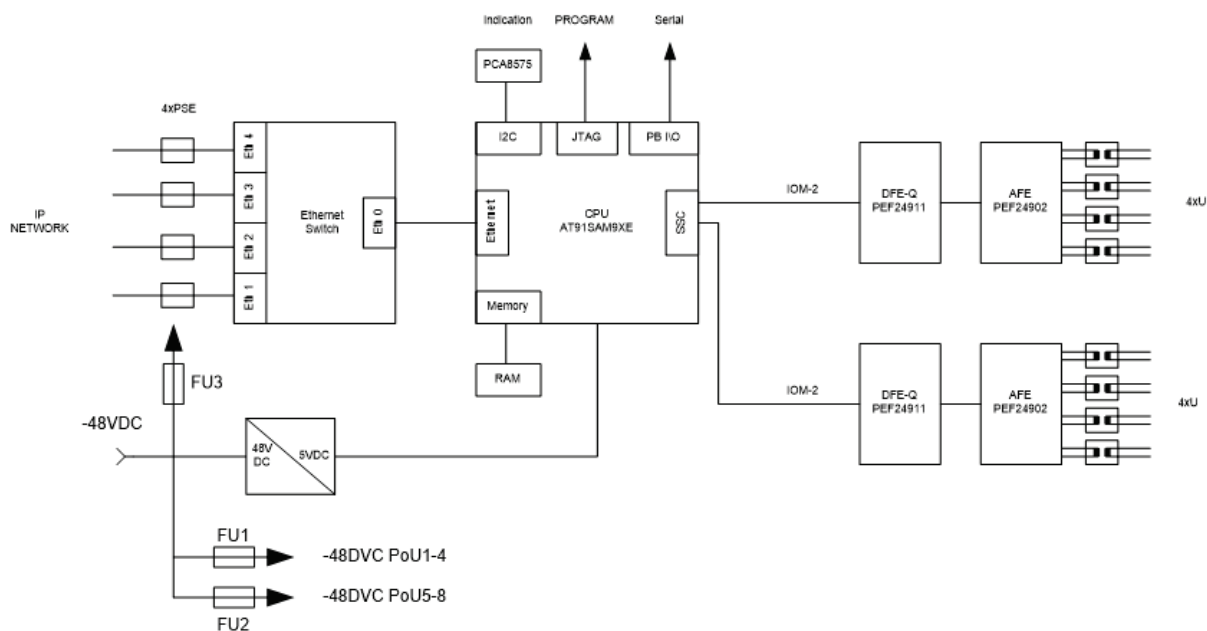 Indication
PROGRAM
Serial
PCA8575
4xPSE
I2C
JTAG
PB I\O
Eth 4
Eth 3
Eth 2
Eth 1
Ethernet
Switch
Eth 0
Ethernet
CPU
AT91SAM9XE
SSC
Memory
RAM
IP
NETWORK
IOM-2
DFE-Q
PEF24911
AFE
PEF24902
4xU
IOM-2
DFE-Q
PEF24911
AFE
PEF24902
4xU
FU3
-48VDC
48V
DC
5VDC
FU1
-48DVC PoU1-4
-48DVC PoU5-8
FU2